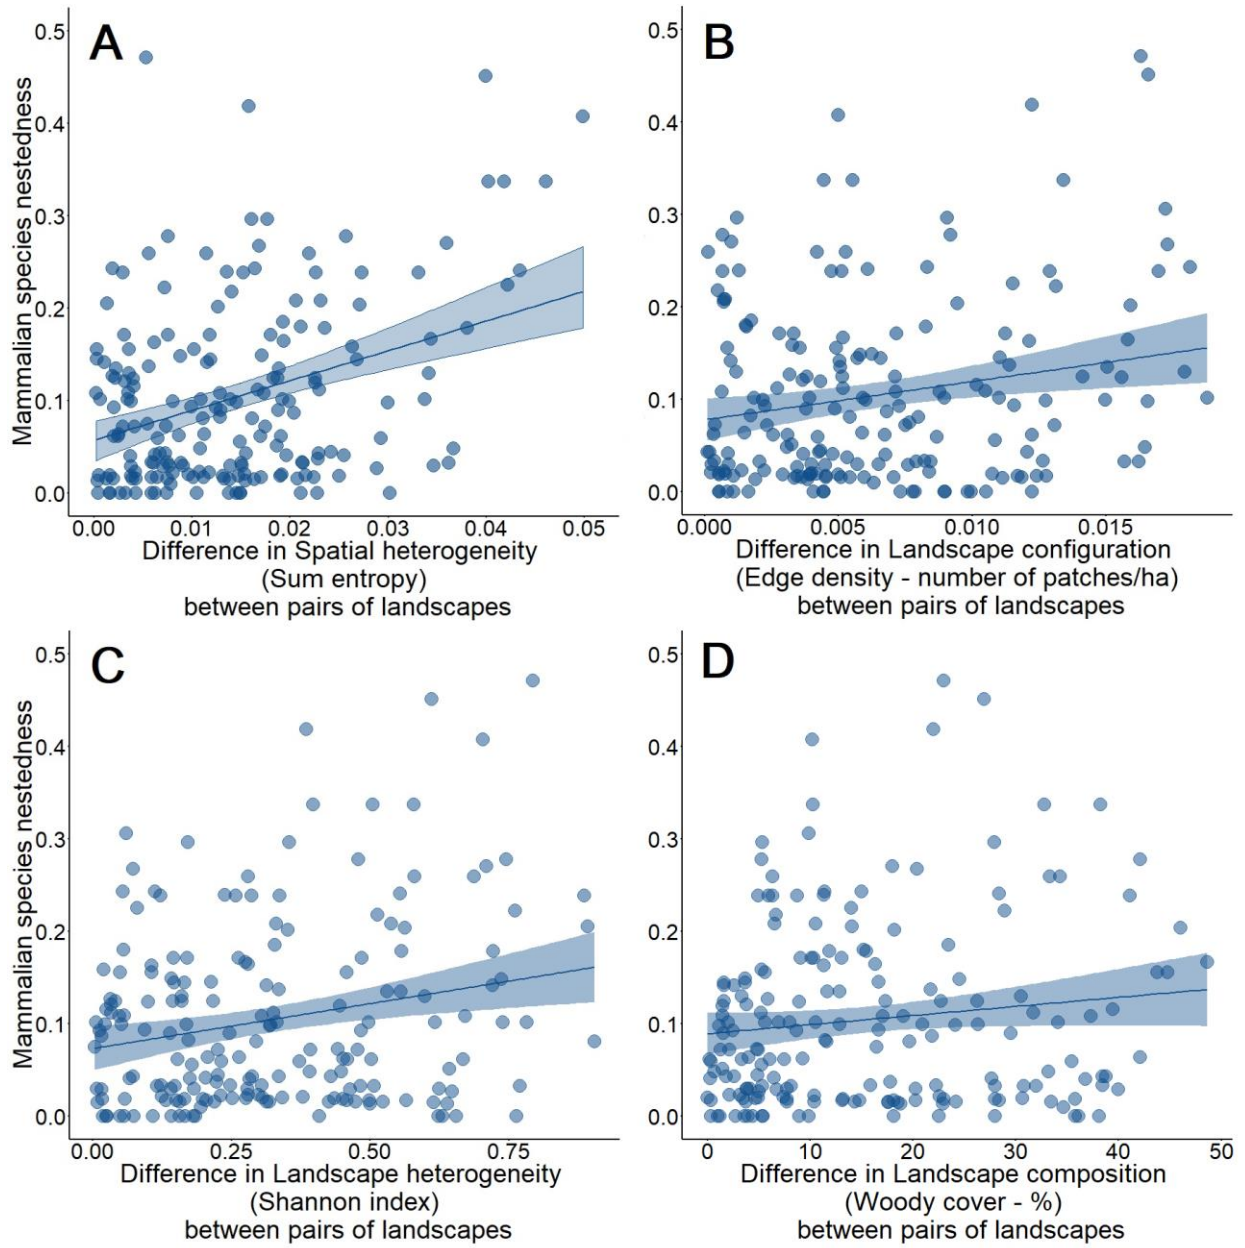 A
Mammalian species nestedness
0.5
0.4
0.3
0.2
0.1
0.0
0.00 0.01 0.02 0.03 0.04 0.05
Difference in Spatial heterogeneity
(Sum entropy)
between pairs of landscapes
B
0.5
0.4
0.3
0.2
0.1
0.0
0.000 0.005 0.010 0.015
Difference in Landscape configuration
(Edge density - number of patches/ha)
between pairs of landscapes
C
Mammalian species nestedness
0.5
0.4
0.3
0.2
0.1
0.0
0.00 0.25 0.50 0.75
Difference in Landscape heterogeneity
(Shannon index)
between pairs of landscapes
D
0.5
0.4
0.3
0.2
0.1
0.0
0 10 20 30 40 50
Difference in Landscape composition
(Woody cover - %)
between pairs of landscapes